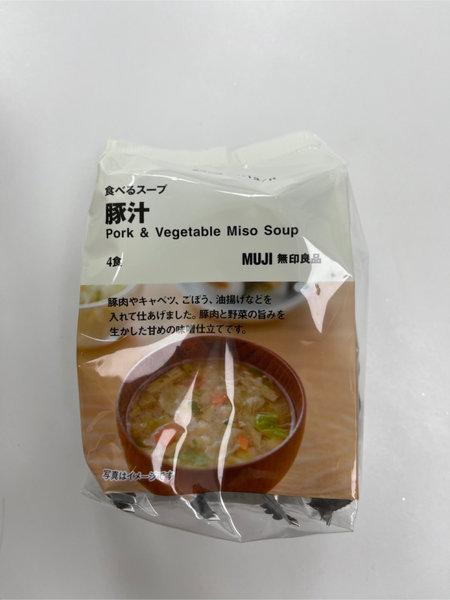 食べるスープ
豚汁
Pork & Vegetable Miso Soup
4食
MUJI 無印良品
豚肉やキャベツ、ごぼう、油揚げなどを
入れて仕あげました。豚肉と野菜の旨みを
生かした甘めの味噌仕立てです。
写真はイメージです